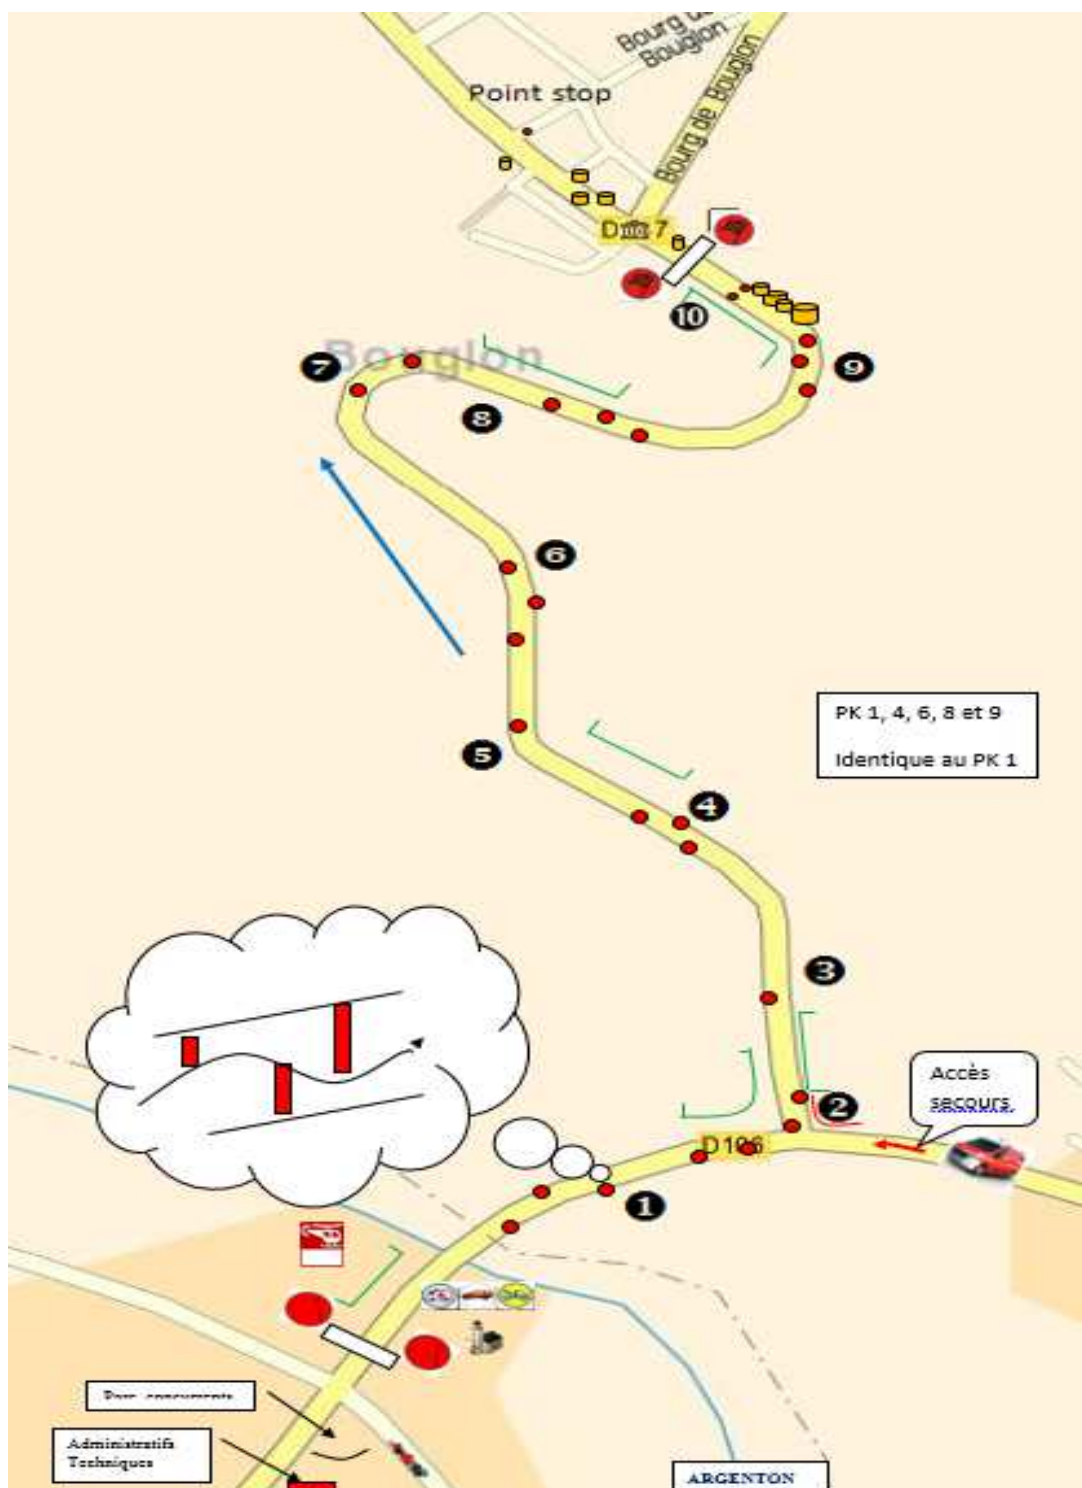 Bourg de
Bouglon
Bourg de Bouglon
Point stop
D 7
10
Bouglon
7
9
8
6
PK 1, 4, 6, 8 et 9
Identique au PK 1
5
4
3
Accès
secours
2
D 106
1
Administratifs
Techniques
ARGENTON